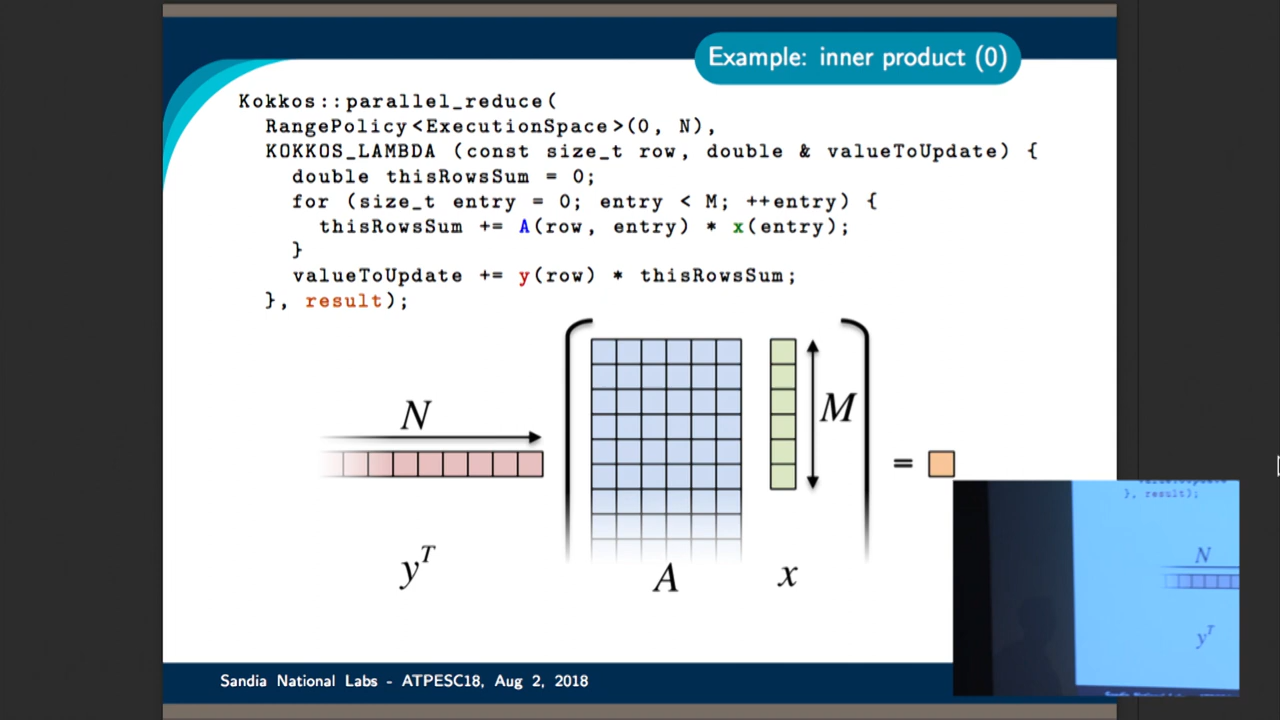 Example: inner product (0)
Kokkos::parallel_reduce(
RangePolicy<ExecutionSpace>(0, N),
KOKKOS_LAMBDA (const size_t row, double & valueToUpdate) {
double thisRowsSum = 0;
for (size_t entry = 0; entry < M; ++entry) {
thisRowsSum += A(row, entry) * x(entry);
}
valueToUpdate += y(row) * thisRowsSum;
}, result);
N
M
=
y^T
A
x
Sandia National Labs - ATPESC18, Aug 2, 2018
}, result);
N
y^T